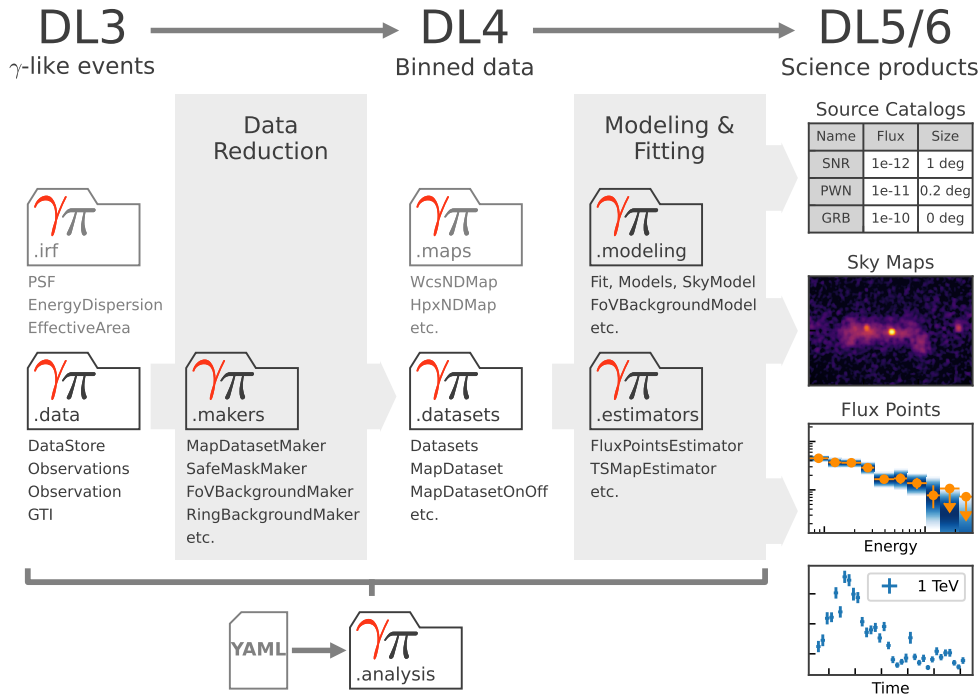 DL3
γ-like events
DL4
Binned data
DL5/6
Science products
Data
Reduction
Modeling &
Fitting
γπ
.irf
PSF
EnergyDispersion
EffectiveArea
γπ
.data
DataStore
Observations
Observation
GTI
γπ
.makers
MapDatasetMaker
SafeMaskMaker
FoVBackgroundMaker
RingBackgroundMaker
etc.
γπ
.maps
WcsNDMap
HpxNDMap
etc.
γπ
.datasets
Datasets
MapDataset
MapDatasetOnOff
etc.
γπ
.modeling
Fit, Models, SkyModel
FoVBackgroundModel
etc.
γπ
.estimators
FluxPointsEstimator
TSMapEstimator
etc.
Source Catalogs
Name Flux Size
SNR 1e-12 1 deg
PWN 1e-11 0.2 deg
GRB 1e-10 0 deg
Sky Maps
Flux Points
Energy
1 TeV
Time
YAML
γπ
.analysis